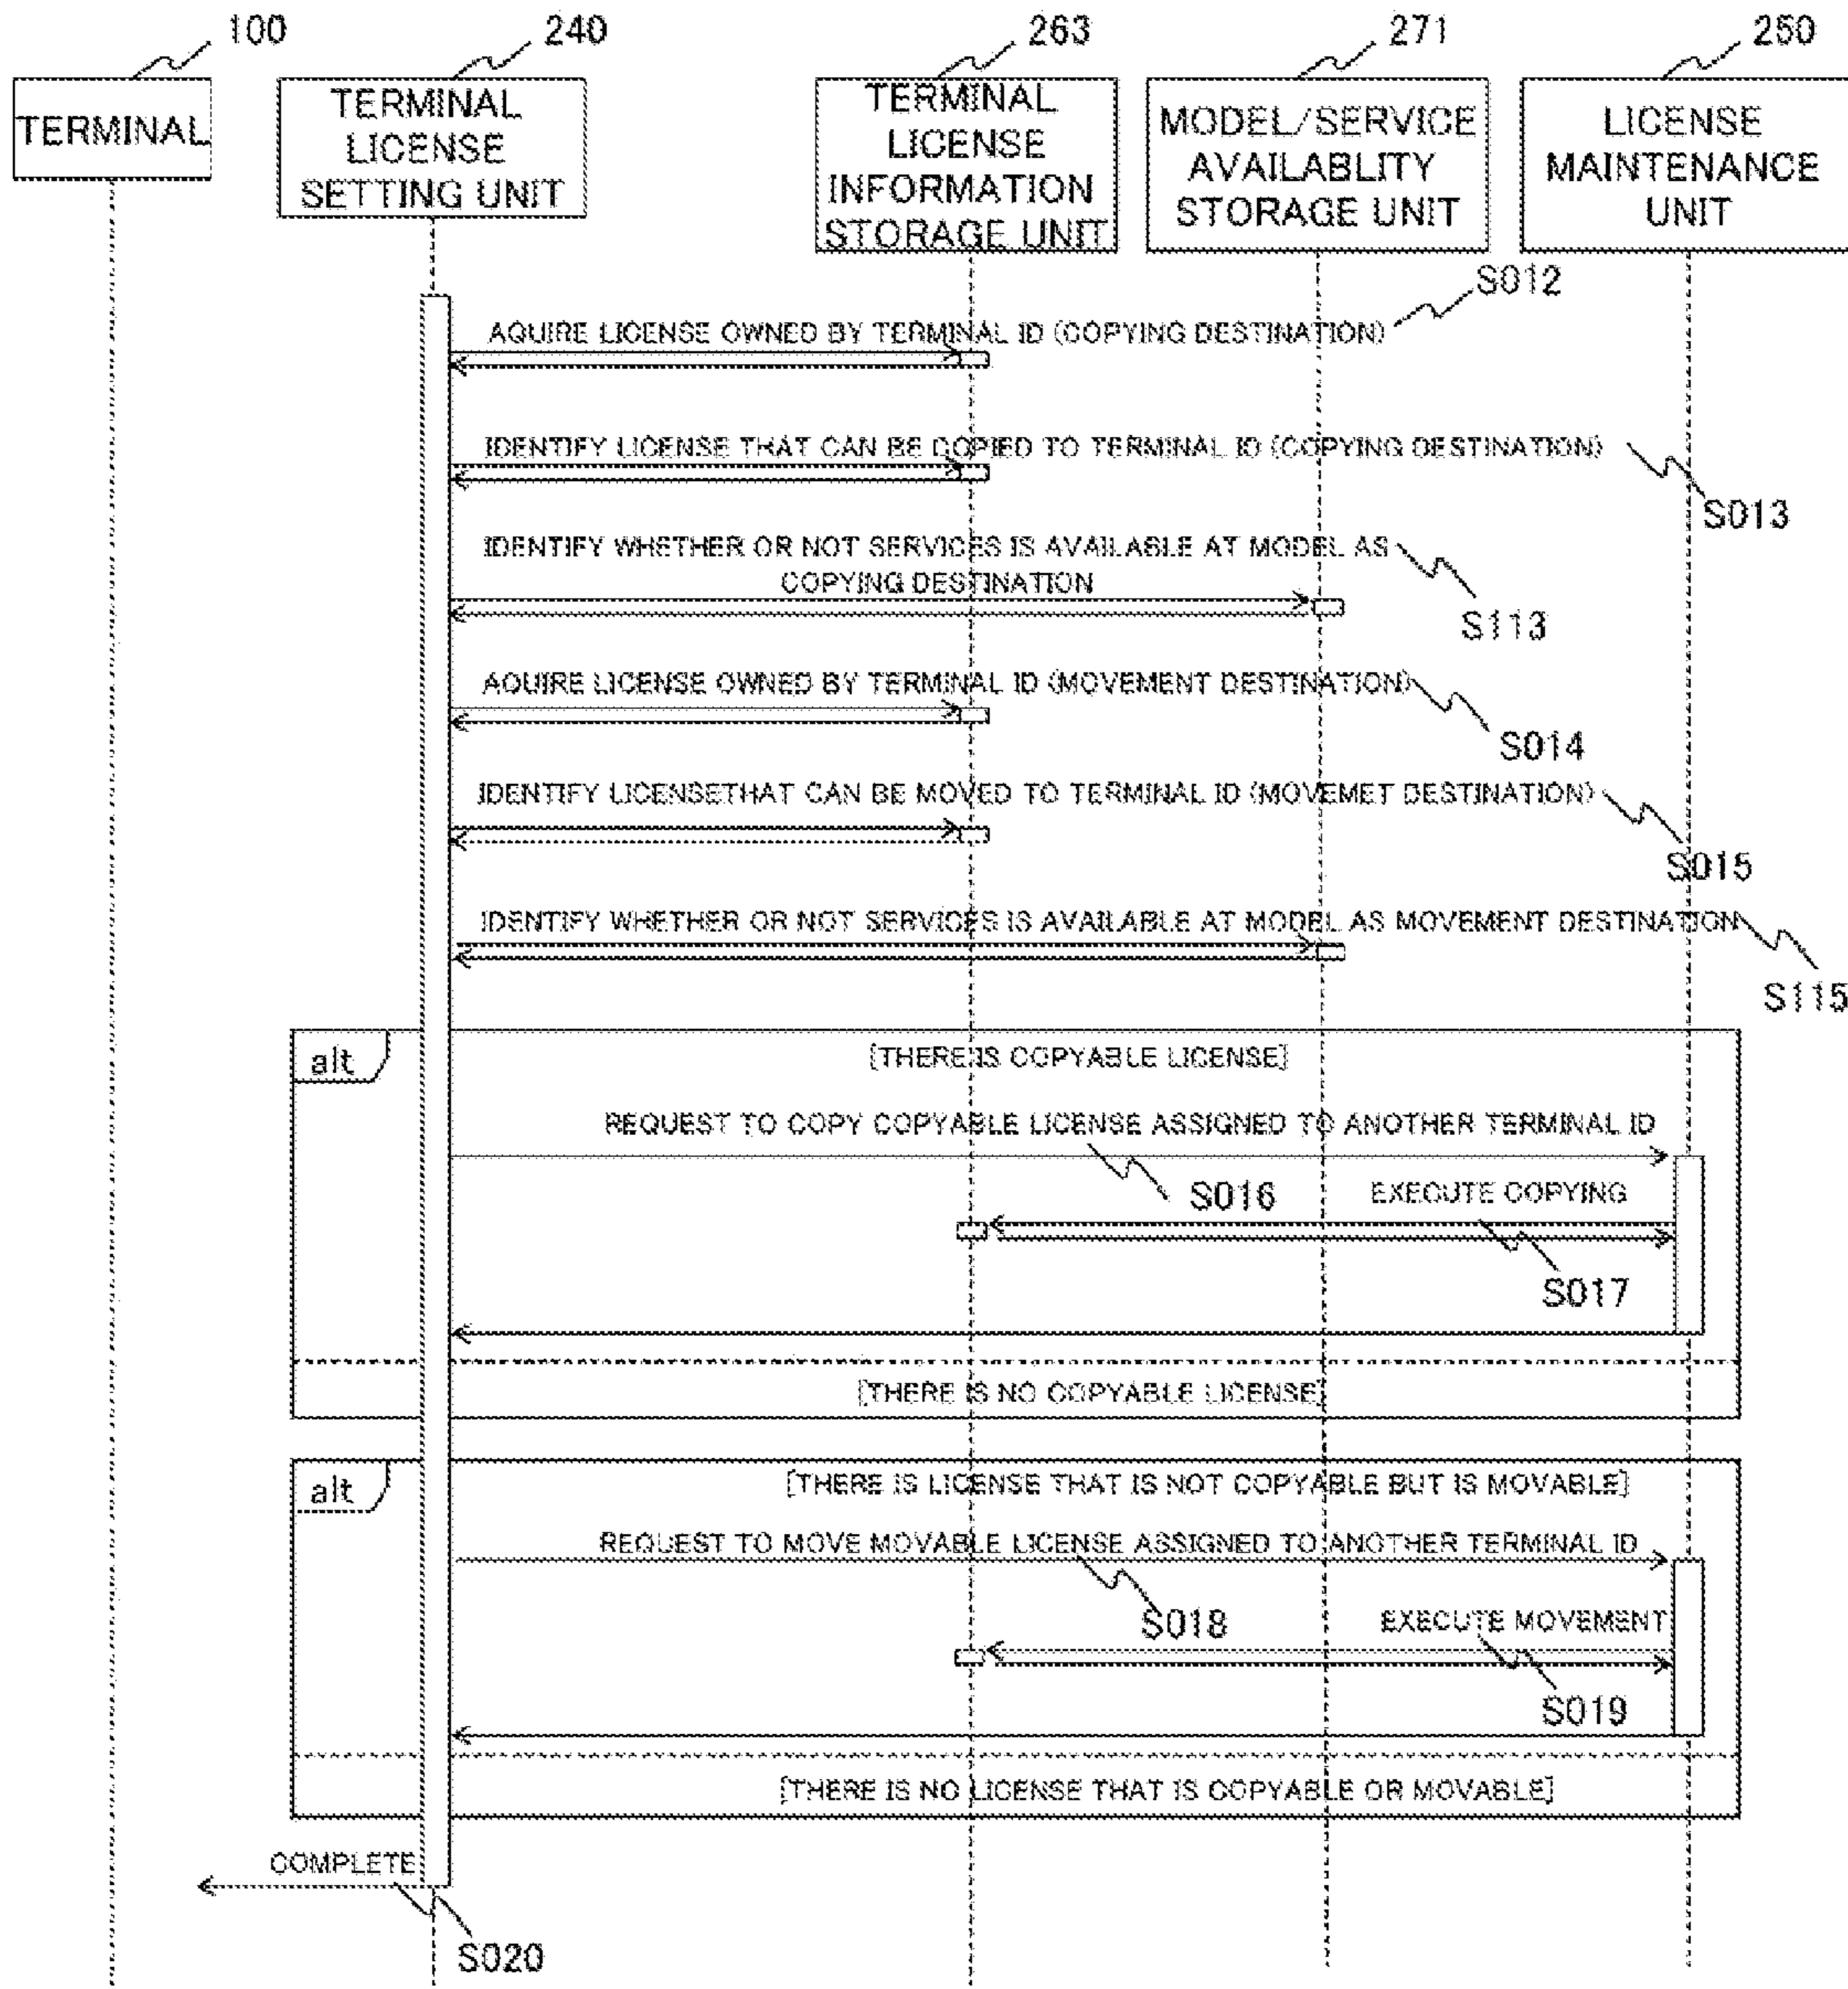 100
240
263
271
250
TERMINAL
TERMINAL
LICENSE
SETTING UNIT
TERMINAL
LICENSE
INFORMATION
STORAGE UNIT
MODEL/SERVICE
AVAILABLITY
STORAGE UNIT
LICENSE
MAINTENANCE
UNIT
S012
AQUIRE LICENSE OWNED BY TERMINAL ID (COPYING DESTINATION)
IDENTIFY LICENSE THAT CAN BE COPIED TO TERMINAL ID (COPYING DESTINATION)
S013
IDENTIFY WHETHER OR NOT SERVICES IS AVAILABLE AT MODEL AS
COPYING DESTINATION
S113
AQUIRE LICENSE OWNED BY TERMINAL ID (MOVEMENT DESTINATION)
S014
IDENTIFY LICENSETHAT CAN BE MOVED TO TERMINAL ID (MOVEMET DESTINATION)
S015
IDENTIFY WHETHER OR NOT SERVICES IS AVAILABLE AT MODEL AS MOVEMENT DESTINATION
S115
alt
[THERE IS COPYABLE LICENSE]
REQUEST TO COPY COPYABLE LICENSE ASSIGNED TO ANOTHER TERMINAL ID
S016
EXECUTE COPYING
S017
[THERE IS NO COPYABLE LICENSE]
alt
[THERE IS LICENSE THAT IS NOT COPYABLE BUT IS MOVABLE]
REQUEST TO MOVE MOVABLE LICENSE ASSIGNED TO ANOTHER TERMINAL ID
S018
EXECUTE MOVEMENT
S019
[THERE IS NO LICENSE THAT IS COPYABLE OR MOVABLE]
COMPLETE
S020